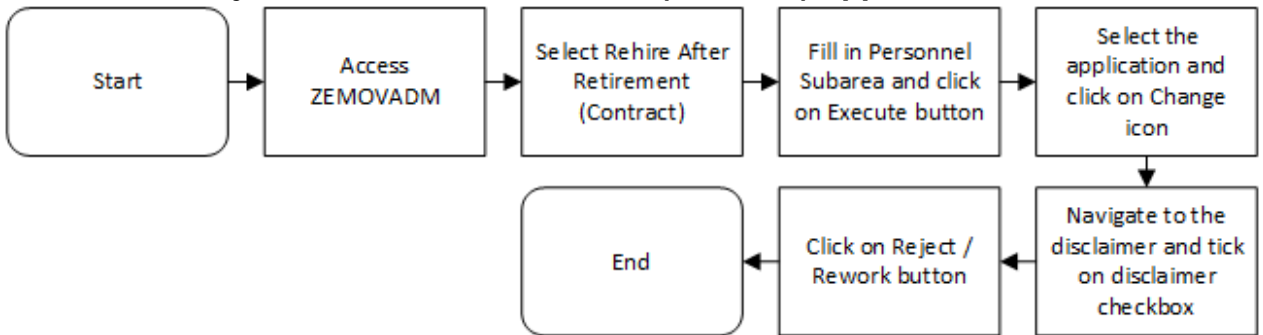 Start
Access
ZEMOVADM
Select Rehire After
Retirement
(Contract)
Fill in Personnel
Subarea and click
on Execute button
Select the
application and
click on Change
icon
Navigate to the
disclaimer and tick
on disclaimer
checkbox
Click on Reject /
Rework button
End